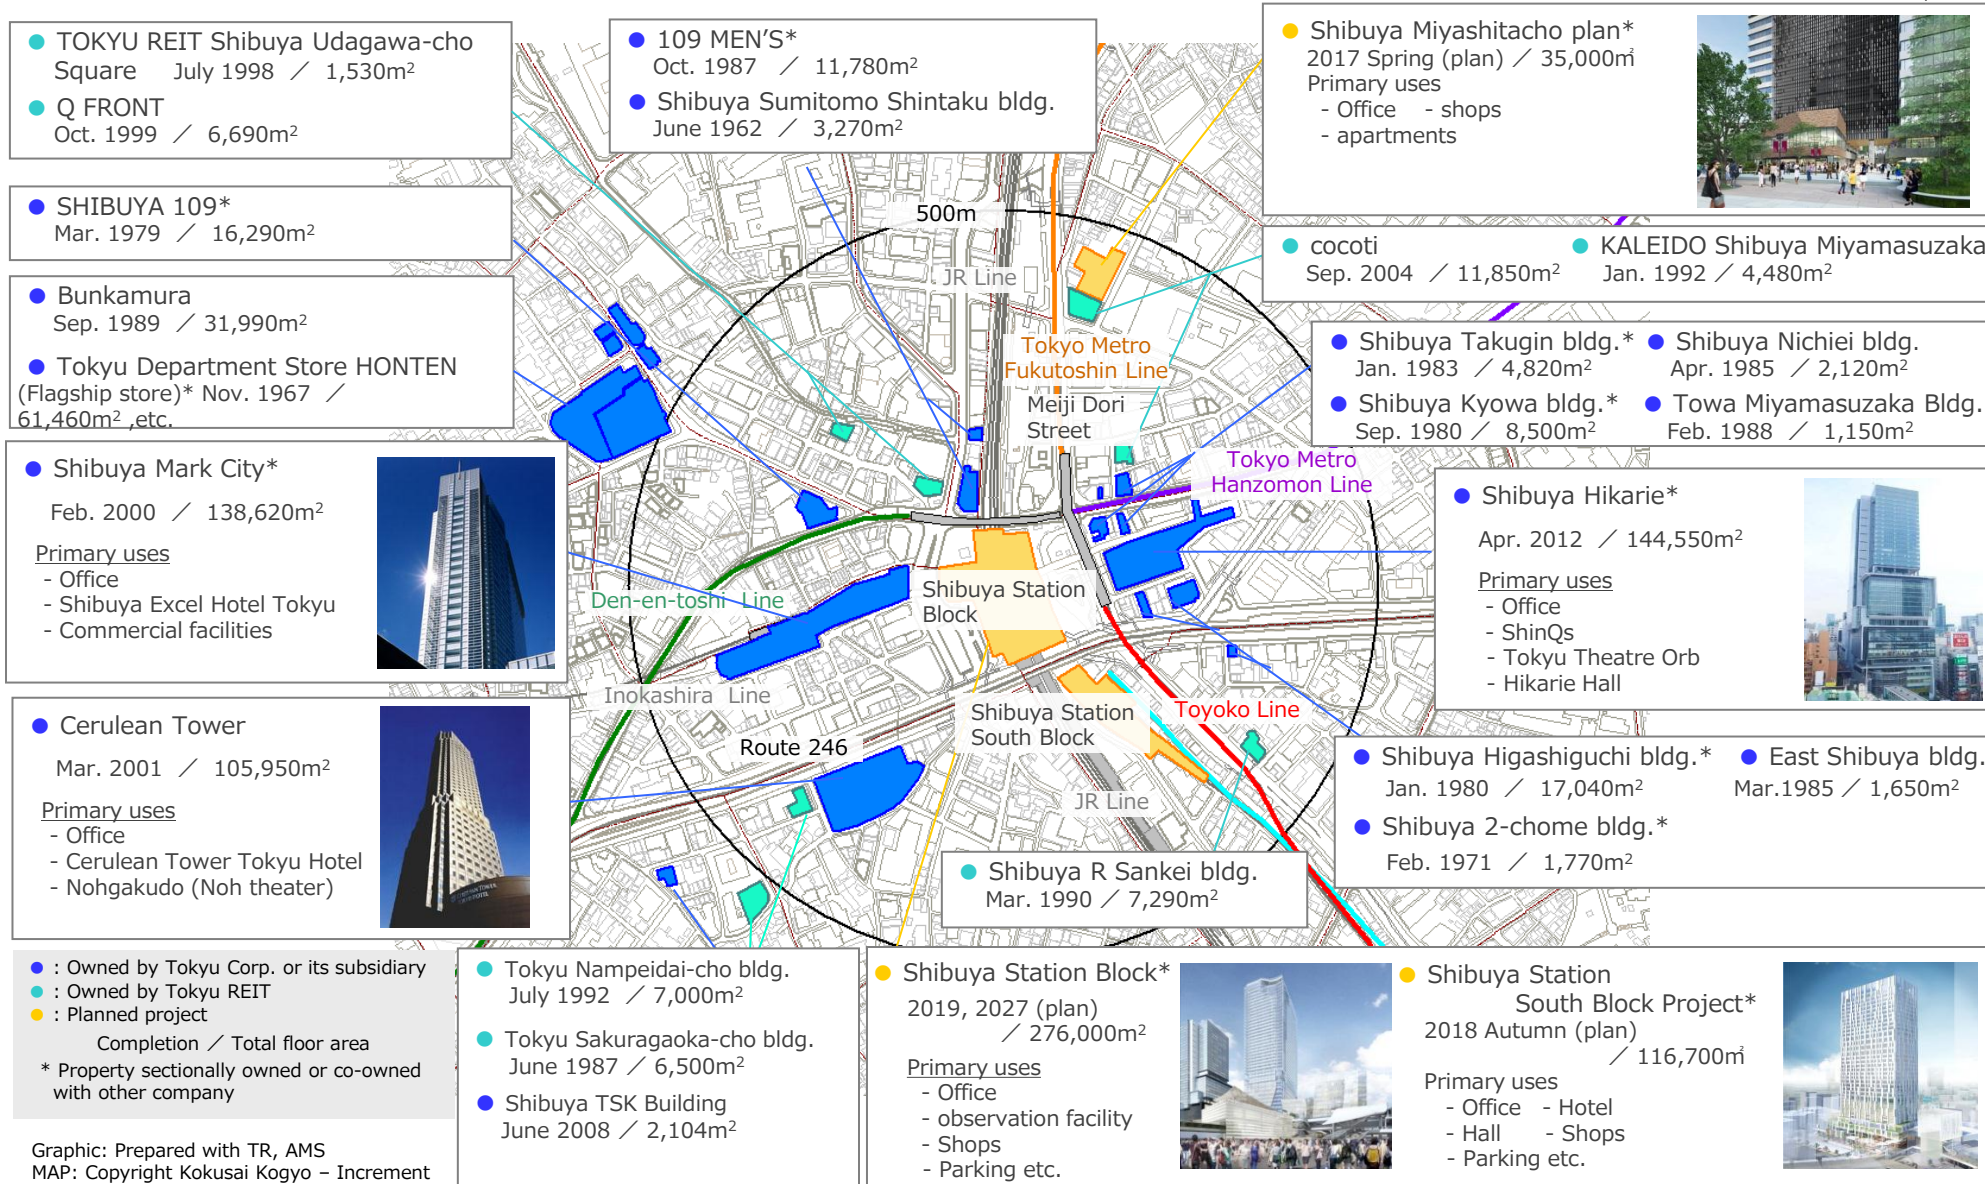 ● TOKYU REIT Shibuya Udagawa-cho
Square July 1998 ／ 1,530m²
● Q FRONT
Oct. 1999 ／ 6,690m²
● 109 MEN'S*
Oct. 1987 ／ 11,780m²
● Shibuya Sumitomo Shintaku bldg.
June 1962 ／ 3,270m²
● Shibuya Miyashitacho plan*
2017 Spring (plan) ／ 35,000㎡
Primary uses
- Office - shops
- apartments
● SHIBUYA 109*
Mar. 1979 ／ 16,290m²
● cocoti
Sep. 2004 ／ 11,850m²
● KALEIDO Shibuya Miyamasuzaka
Jan. 1992 ／ 4,480m²
● Bunkamura
Sep. 1989 ／ 31,990m²
● Tokyu Department Store HONTEN
(Flagship store)* Nov. 1967 ／
61,460m² ,etc.
● Shibuya Takugin bldg.*
Jan. 1983 ／ 4,820m²
● Shibuya Nichiei bldg.
Apr. 1985 ／ 2,120m²
● Shibuya Kyowa bldg.*
Sep. 1980 ／ 8,500m²
● Towa Miyamasuzaka Bldg.
Feb. 1988 ／ 1,150m²
500m
JR Line
Tokyo Metro
Fukutoshin Line
Meiji Dori
Street
Tokyo Metro
Hanzomon Line
Shibuya Station
Block
Den-en-toshi Line
Inokashira Line
Shibuya Station
South Block
Toyoko Line
Route 246
JR Line
● Shibuya Mark City*
Feb. 2000 ／ 138,620m²
Primary uses
- Office
- Shibuya Excel Hotel Tokyu
- Commercial facilities
● Shibuya Hikarie*
Apr. 2012 ／ 144,550m²
Primary uses
- Office
- ShinQs
- Tokyu Theatre Orb
- Hikarie Hall
● Cerulean Tower
Mar. 2001 ／ 105,950m²
Primary uses
- Office
- Cerulean Tower Tokyu Hotel
- Nohgakudo (Noh theater)
● Shibuya Higashiguchi bldg.*
Jan. 1980 ／ 17,040m²
● East Shibuya bldg.
Mar.1985 ／ 1,650m²
● Shibuya 2-chome bldg.*
Feb. 1971 ／ 1,770m²
● Shibuya R Sankei bldg.
Mar. 1990 ／ 7,290m²
● : Owned by Tokyu Corp. or its subsidiary
● : Owned by Tokyu REIT
● : Planned project
Completion ／ Total floor area
* Property sectionally owned or co-owned
with other company
Graphic: Prepared with TR, AMS
MAP: Copyright Kokusai Kogyo – Increment
● Tokyu Nampeidai-cho bldg.
July 1992 ／ 7,000m²
● Tokyu Sakuragaoka-cho bldg.
June 1987 ／ 6,500m²
● Shibuya TSK Building
June 2008 ／ 2,104m²
● Shibuya Station Block*
2019, 2027 (plan)
／ 276,000m²
Primary uses
- Office
- observation facility
- Shops
- Parking etc.
● Shibuya Station
South Block Project*
2018 Autumn (plan)
／ 116,700㎡
Primary uses
- Office - Hotel
- Hall - Shops
- Parking etc.